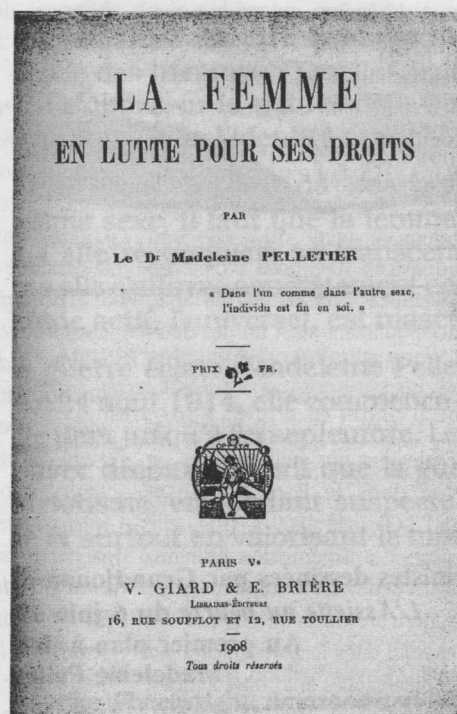 LA FEMME
EN LUTTE POUR SES DROITS
PAR
Le Dr Madeleine PELLETIER
« Dans l'un comme dans l'autre sexe,
l'individu est fin en soi. »
PRIX FR.
PARIS Ve
V. GIARD & E. BRIÈRE
LIBRAIRES-ÉDITEURS
16, RUE SOUFFLOT ET 12, RUE TOULLIER
1908
Tous droits réservés